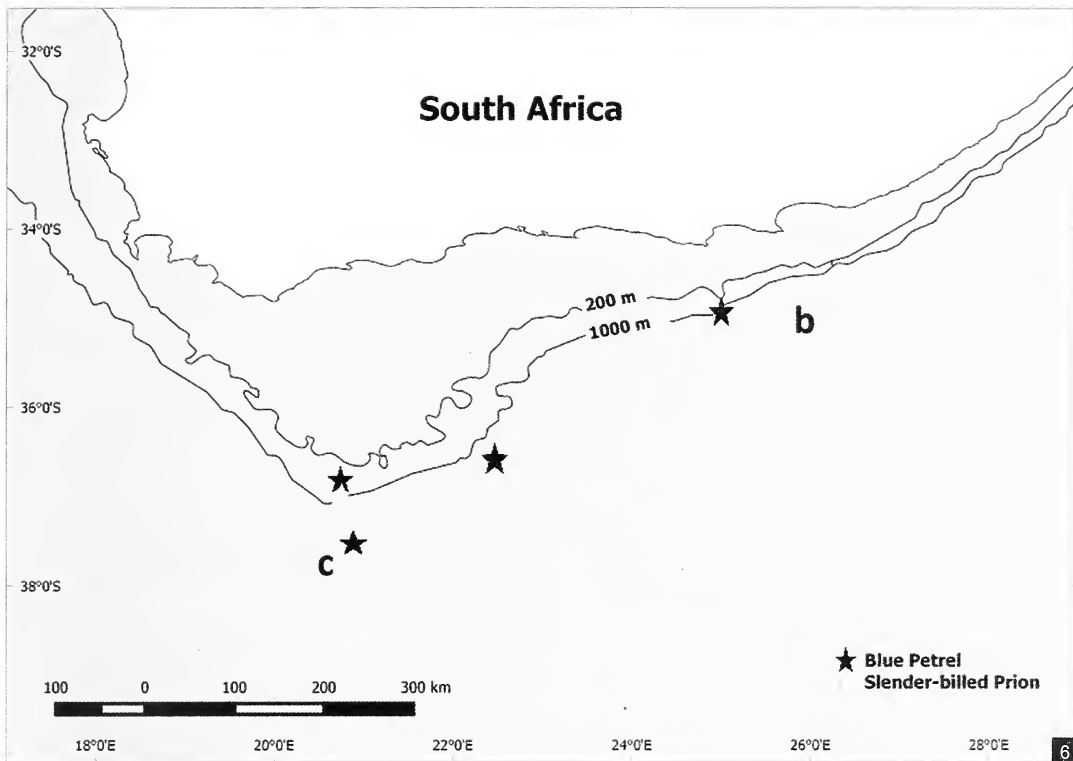 32°0'S
South Africa
34°0'S
200 m
1000 m
b
36°0'S
c
38°0'S
Blue Petrel
Slender-billed Prion
100 0 100 200 300 km
18°0'E 20°0'E 22°0'E 24°0'E 26°0'E 28°0'E
6